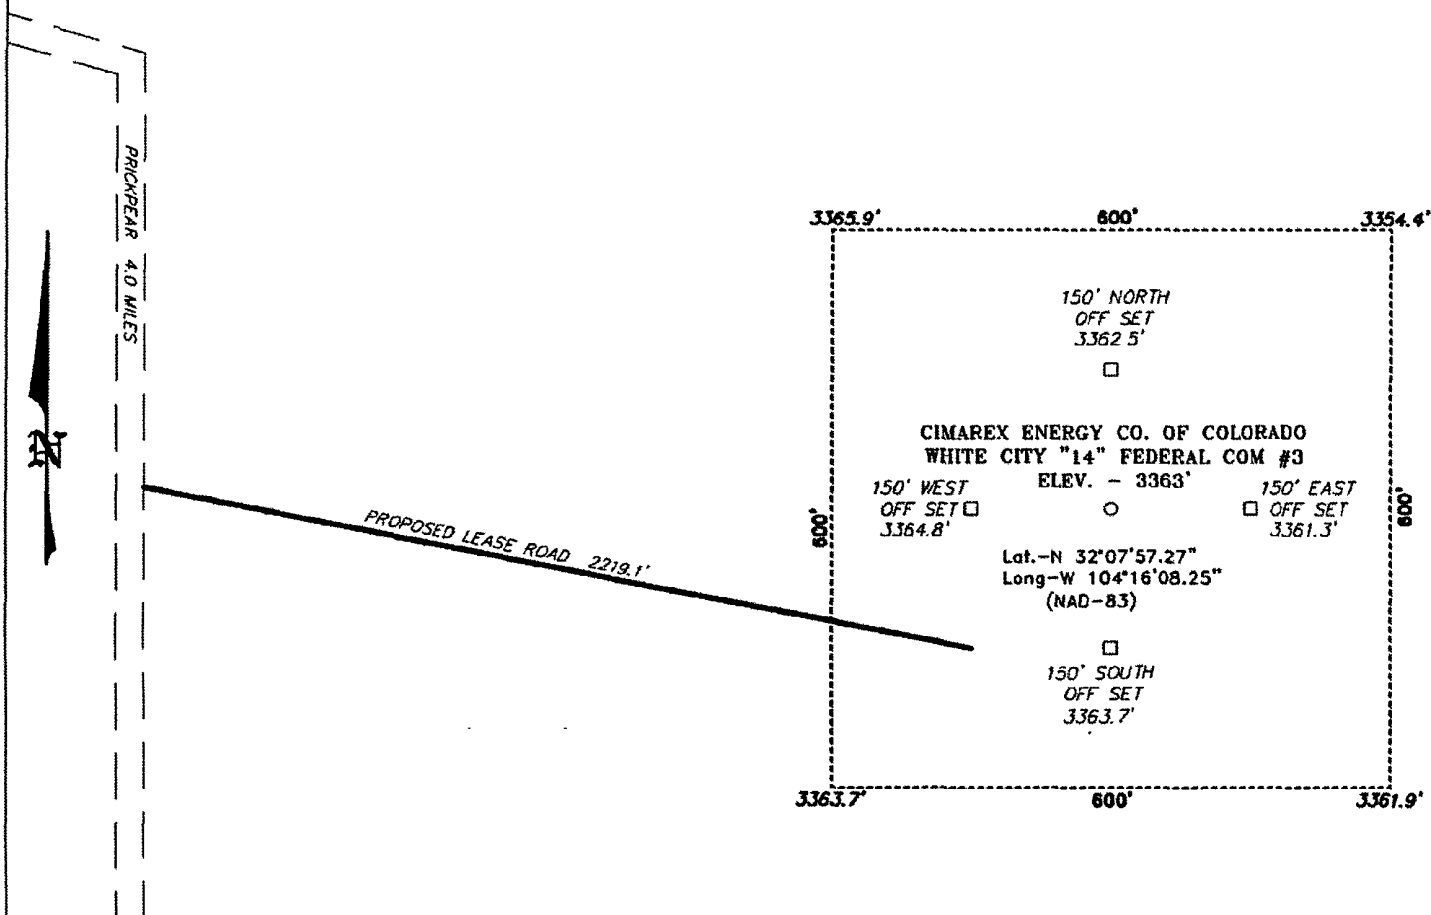 PRICKPEAR 4.0 MILES
N
3365.9' 600' 3354.4'
150' NORTH
OFF SET
3362 5'
CIMAREX ENERGY CO. OF COLORADO
WHITE CITY "14" FEDERAL COM #3
ELEV. - 3363'
150' WEST
OFF SET
3364.8'
150' EAST
OFF SET
3361.3'
600'
600'
PROPOSED LEASE ROAD 2219.1'
Lat.-N 32°07'57.27"
Long-W 104°16'08.25"
(NAD-83)
150' SOUTH
OFF SET
3363.7'
3363.7' 600' 3361.9'